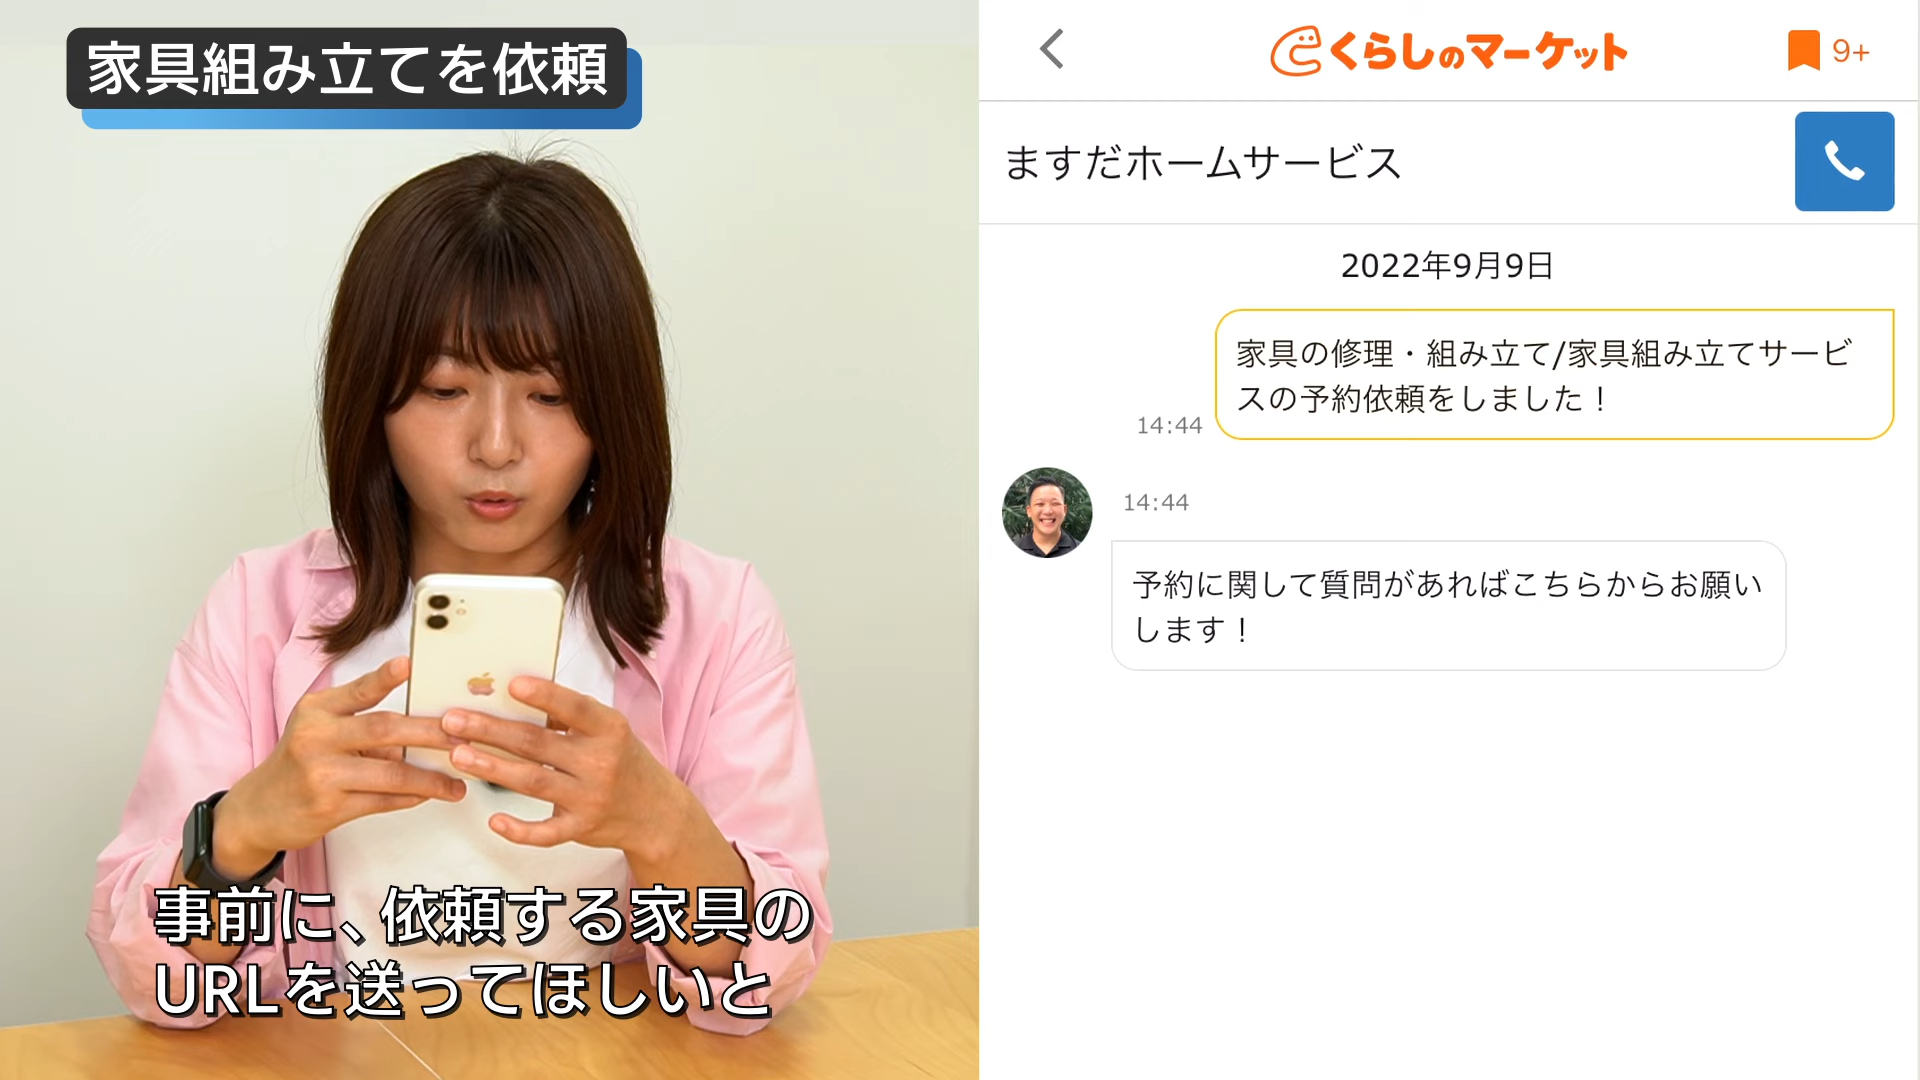 家具組み立てを依頼
くらしのマーケット
9+
ますだホームサービス
2022年9月9日
家具の修理・組み立て/家具組み立てサービ
スの予約依頼をしました！
14:44
14:44
予約に関して質問があればこちらからお願い
します！
事前に、依頼する家具の
URLを送ってほしいと